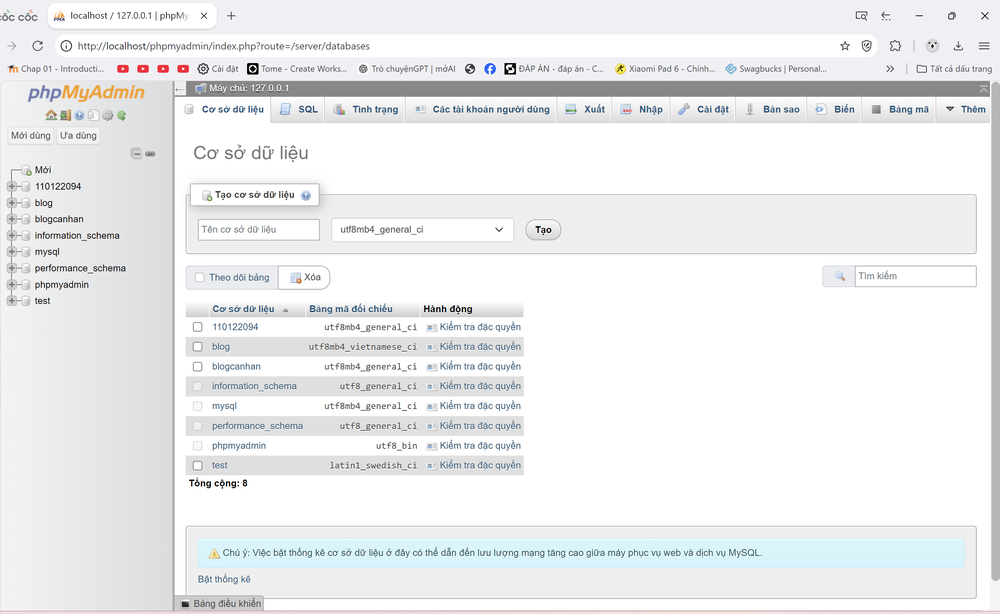 cốc cốc
PMA
localhost / 127.0.0.1 | phpMy
http://localhost/phpmyadmin/index.php?route=/server/databases
Chap 01 - Introducti...
Cài đặt
Tome - Create Works...
Trò chuyệnGPT | mởAI
ĐÁP ÁN - đáp án - C...
Xiaomi Pad 6 - Chính...
Swagbucks | Personal...
Tất cả dấu trang
phpMyAdmin
Mới dùng
Ưa dùng
Mới
110122094
blog
blogcanhan
information_schema
mysql
performance_schema
phpmyadmin
test
Máy chủ: 127.0.0.1
Cơ sở dữ liệu
SQL
Tình trạng
Các tài khoản người dùng
Xuất
Nhập
Cài đặt
Bản sao
Biến
Bảng mã
Thêm
Cơ sở dữ liệu
Tạo cơ sở dữ liệu
Tên cơ sở dữ liệu
utf8mb4_general_ci
Tạo
Theo dõi bảng
Xóa
Tìm kiếm
Cơ sở dữ liệu Bảng mã đối chiếu Hành động
110122094 utf8mb4_general_ci Kiểm tra đặc quyền
blog utf8mb4_vietnamese_ci Kiểm tra đặc quyền
blogcanhan utf8mb4_general_ci Kiểm tra đặc quyền
information_schema utf8_general_ci Kiểm tra đặc quyền
mysql utf8mb4_general_ci Kiểm tra đặc quyền
performance_schema utf8_general_ci Kiểm tra đặc quyền
phpmyadmin utf8_bin Kiểm tra đặc quyền
test latin1_swedish_ci Kiểm tra đặc quyền
Tổng cộng: 8
Chú ý: Việc bật thống kê cơ sở dữ liệu ở đây có thể dẫn đến lưu lượng mạng tăng cao giữa máy phục vụ web và dịch vụ MySQL.
Bật thống kê
Bảng điều khiển